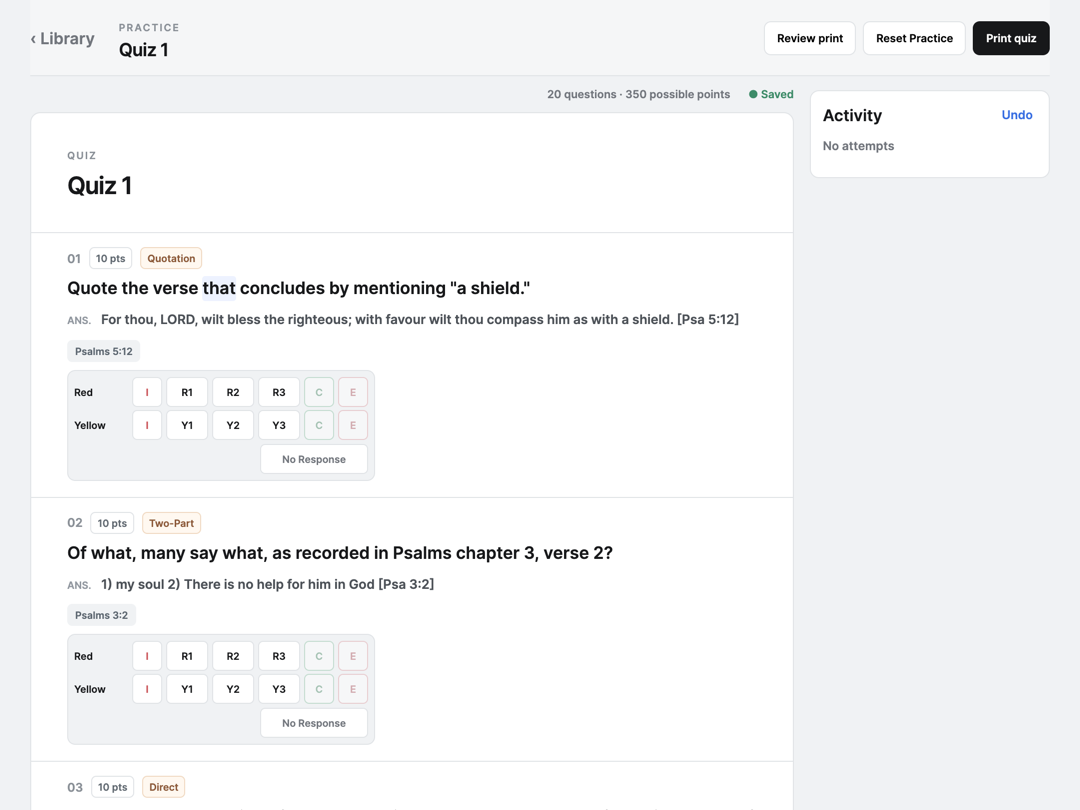 ‹ Library
PRACTICE
Quiz 1
Review print
Reset Practice
Print quiz
20 questions · 350 possible points
Saved
Activity
Undo
No attempts
QUIZ
Quiz 1
01 10 pts Quotation
Quote the verse that concludes by mentioning "a shield."
ANS. For thou, LORD, wilt bless the righteous; with favour wilt thou compass him as with a shield. [Psa 5:12]
Psalms 5:12
Red I R1 R2 R3 C E
Yellow I Y1 Y2 Y3 C E
No Response
02 10 pts Two-Part
Of what, many say what, as recorded in Psalms chapter 3, verse 2?
ANS. 1) my soul 2) There is no help for him in God [Psa 3:2]
Psalms 3:2
Red I R1 R2 R3 C E
Yellow I Y1 Y2 Y3 C E
No Response
03 10 pts Direct